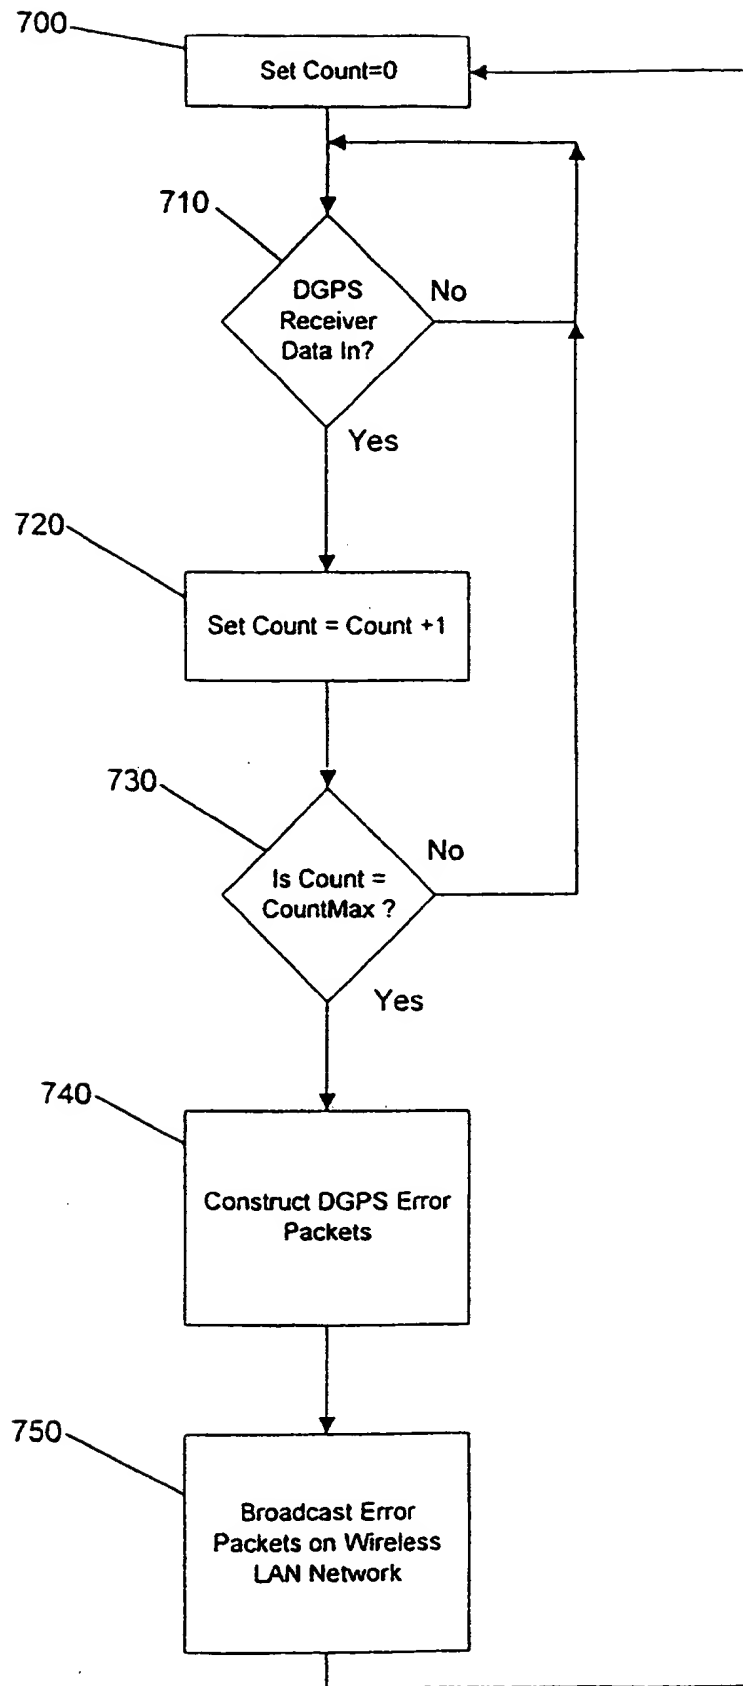 700
Set Count=0
710
DGPS
Receiver
Data In?
No
Yes
720
Set Count = Count +1
730
Is Count =
CountMax ?
No
Yes
740
Construct DGPS Error
Packets
750
Broadcast Error
Packets on Wireless
LAN Network